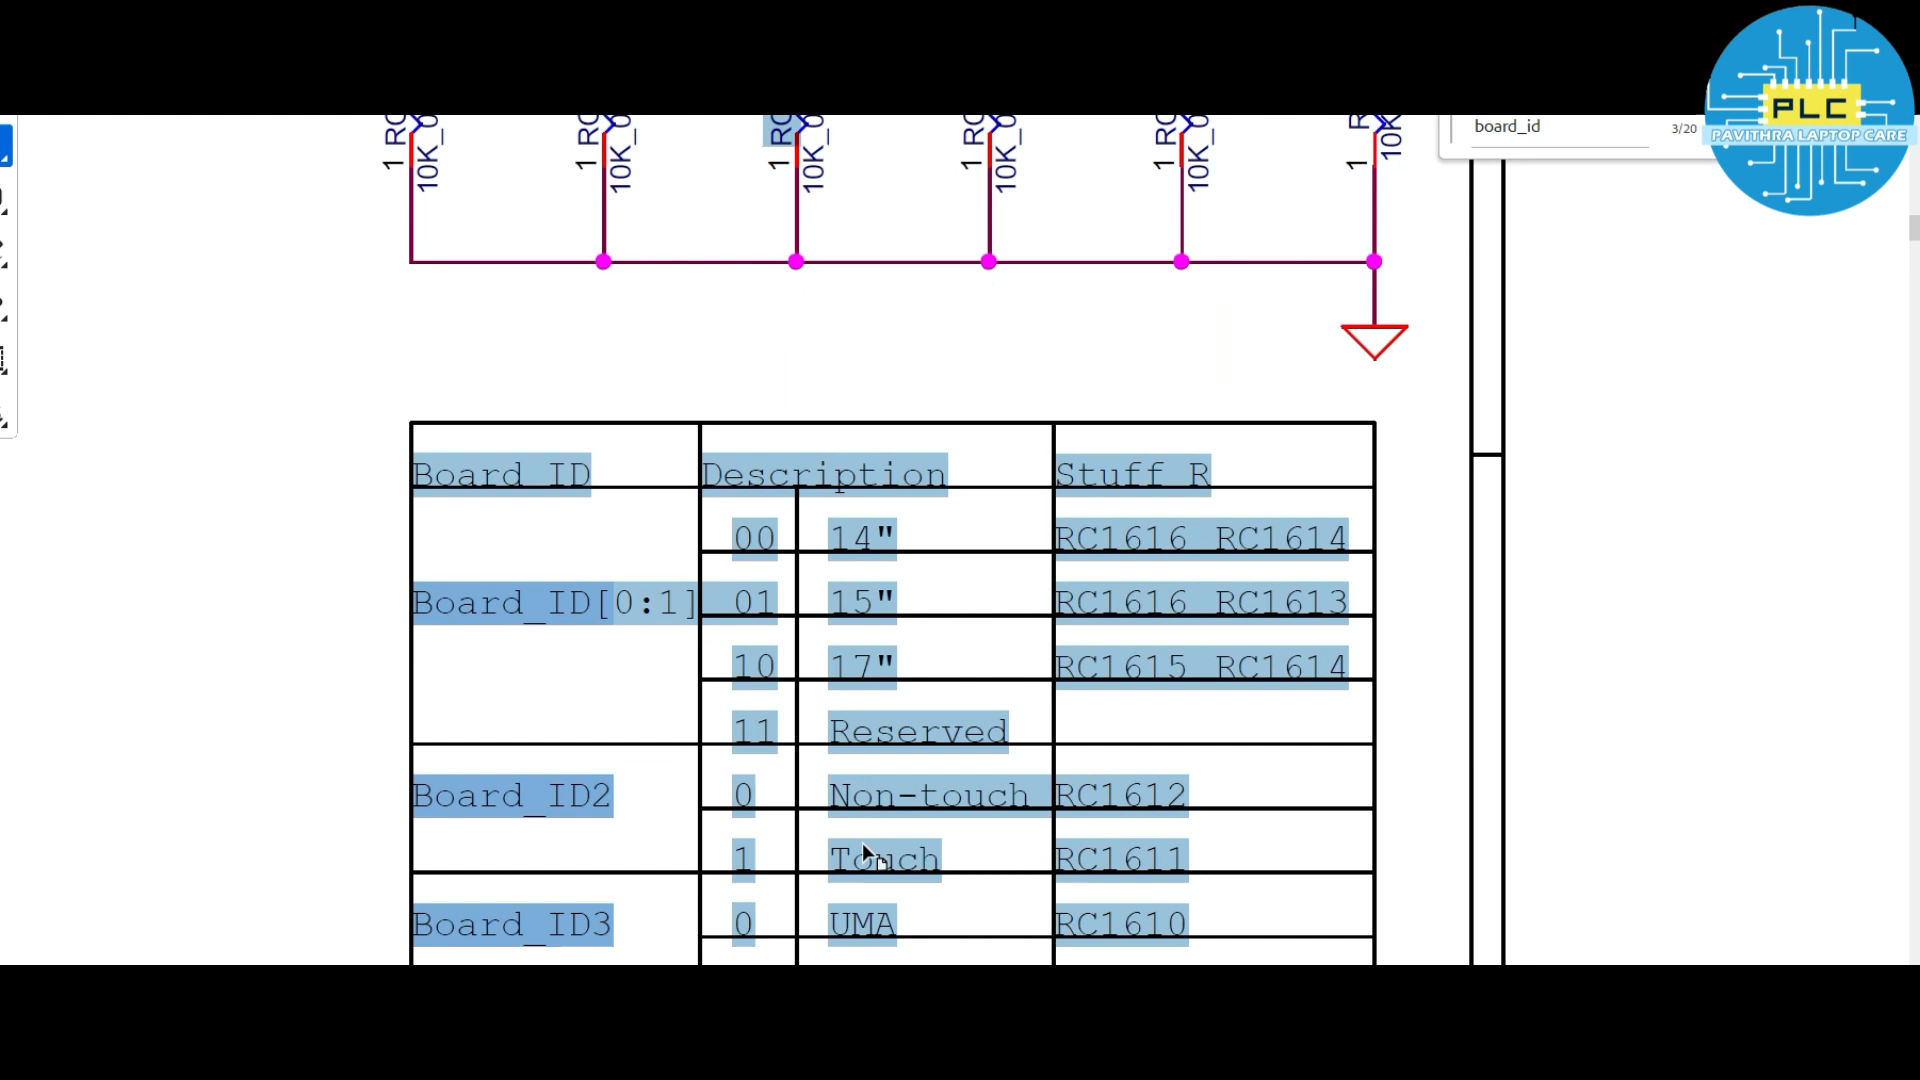 PLC
PAVITHRA LAPTOP CARE
board_id 3/20
1 RC 10K_0
1 RC 10K_0
1 RC 10K_0
1 RC 10K_0
1 RC 10K_0
1 R 10K
Board_ID Description Stuff R
00 14" RC1616 RC1614
Board_ID[0:1] 01 15" RC1616 RC1613
10 17" RC1615 RC1614
11 Reserved
Board_ID2 0 Non-touch RC1612
1 Touch RC1611
Board_ID3 0 UMA RC1610